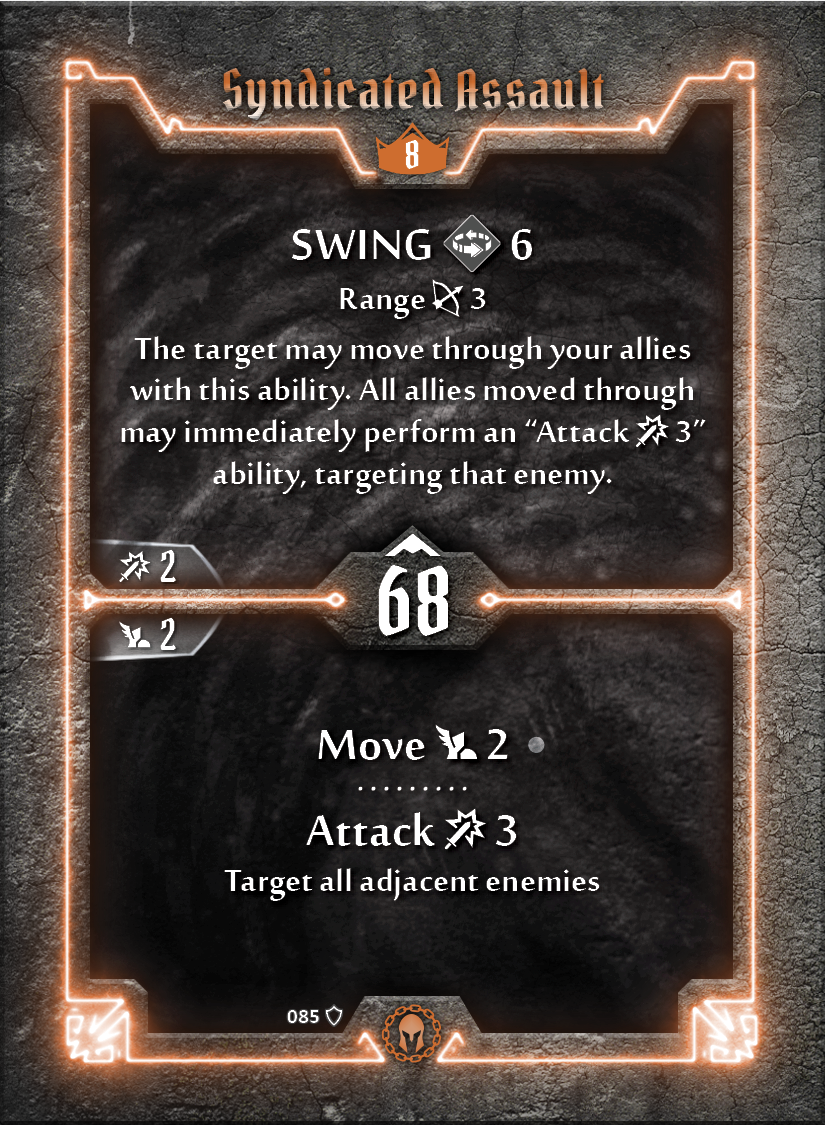 Syndicated Assault
8
SWING 6
Range 3
The target may move through your allies
with this ability. All allies moved through
may immediately perform an “Attack 3”
ability, targeting that enemy.
2
68
2
Move 2
Attack 3
Target all adjacent enemies
085